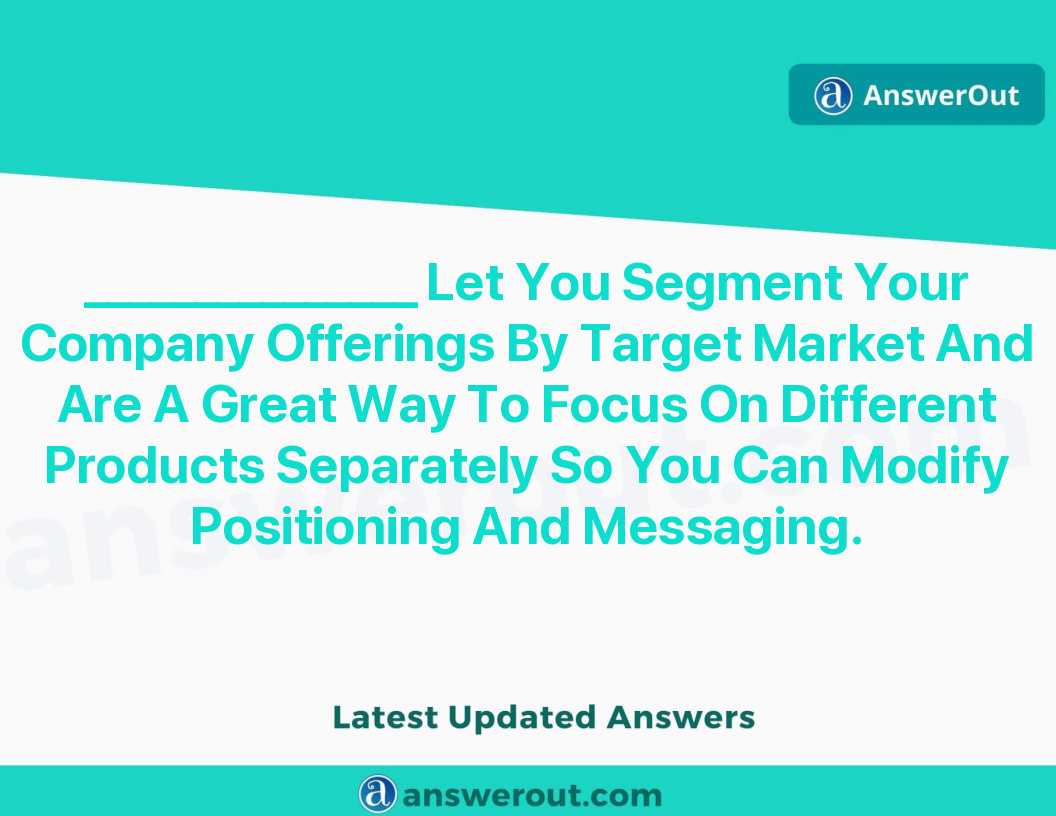 AnswerOut
_______________ Let You Segment Your
Company Offerings By Target Market And
Are A Great Way To Focus On Different
Products Separately So You Can Modify
Positioning And Messaging.
answerout.com
Latest Updated Answers
answerout.com